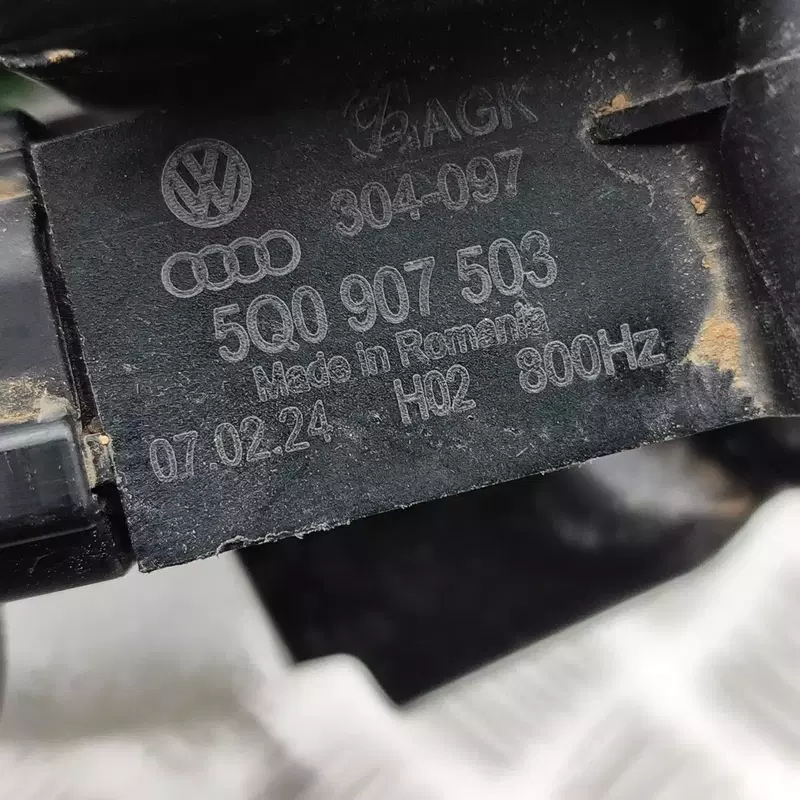 AGK
304-097
5Q0 907 503
Made in Romania
07.02.24 H02 800Hz